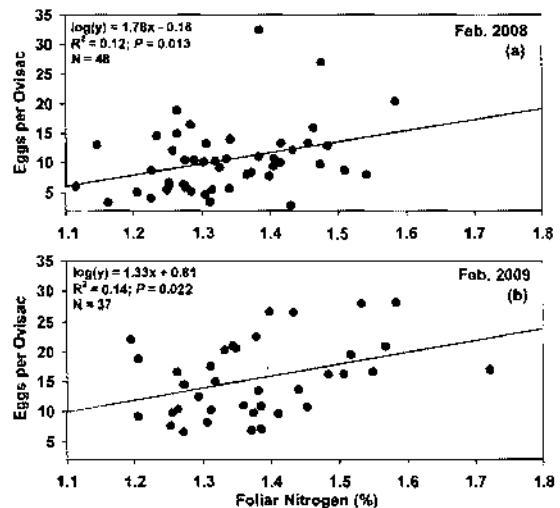 35
30
25
20
15
10
5
Eggs per Ovisac
log(y) = 1.78x - 0.18
R² = 0.12; P = 0.013
N = 48
Feb. 2008
(a)
1.1 1.2 1.3 1.4 1.5 1.6 1.7 1.8
35
30
25
20
15
10
5
Eggs per Ovisac
log(y) = 1.33x + 0.81
R² = 0.14; P = 0.022
N = 37
Feb. 2009
(b)
1.1 1.2 1.3 1.4 1.5 1.6 1.7 1.8
Foliar Nitrogen (%)